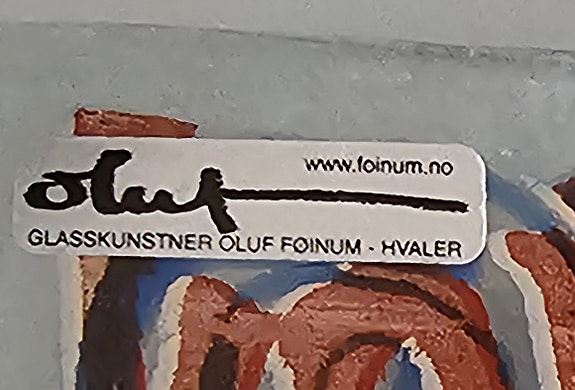 www.foinum.no
oluf
GLASSKUNSTNER OLUF FØINUM - HVALER